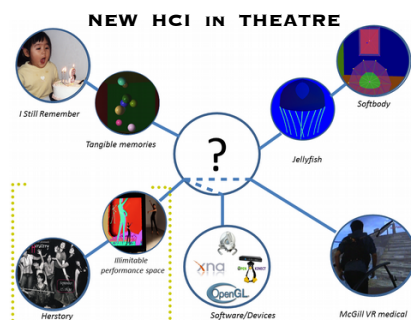 NEW HCI IN THEATRE
I Still Remember
Tangible memories
?
Jellyfish
Softbody
Illimitable
performance space
Herstory
xna
OpenGL
Software/Devices
McGill VR medical